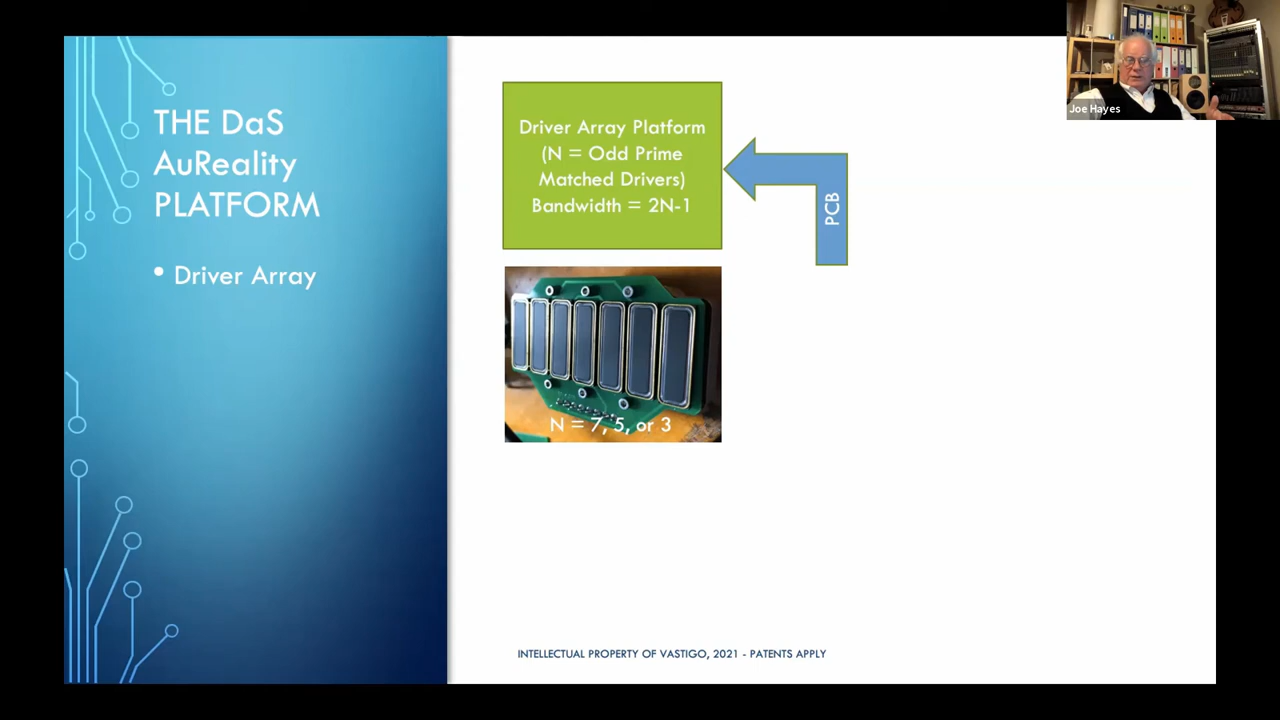 THE DaS
AuReality
PLATFORM
• Driver Array
Driver Array Platform
(N = Odd Prime
Matched Drivers)
Bandwidth = 2N-1
PCB
N = 7, 5, or 3
INTELLECTUAL PROPERTY OF VASTIGO, 2021 - PATENTS APPLY
Joe Hayes